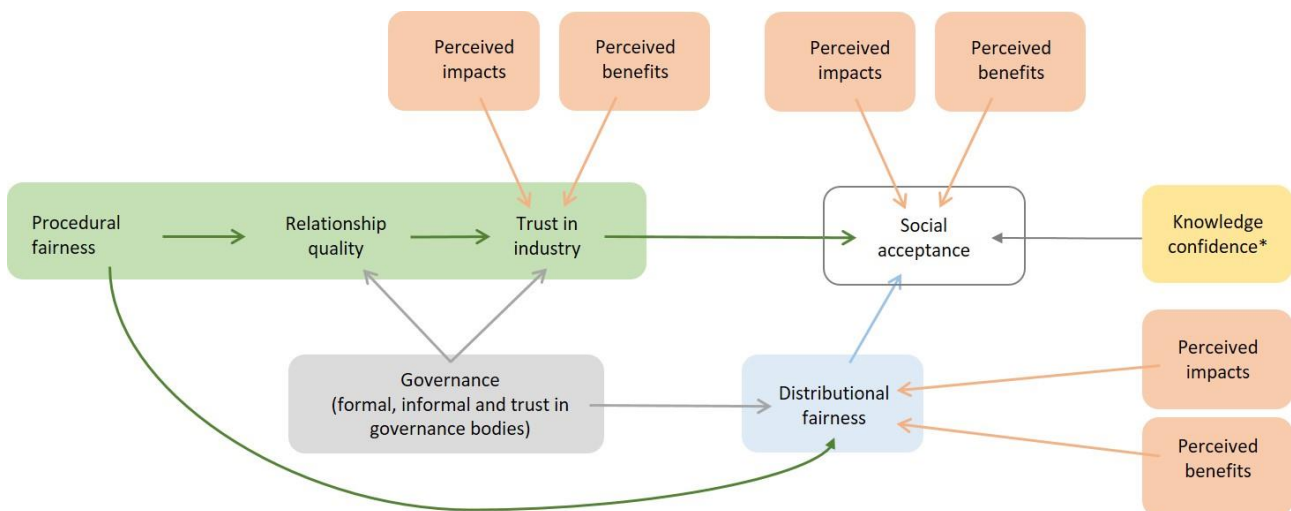 Perceived
impacts
Perceived
benefits
Perceived
impacts
Perceived
benefits
Procedural
fairness
Relationship
quality
Trust in
industry
Social
acceptance
Knowledge
confidence*
Governance
(formal, informal and trust in
governance bodies)
Distributional
fairness
Perceived
impacts
Perceived
benefits